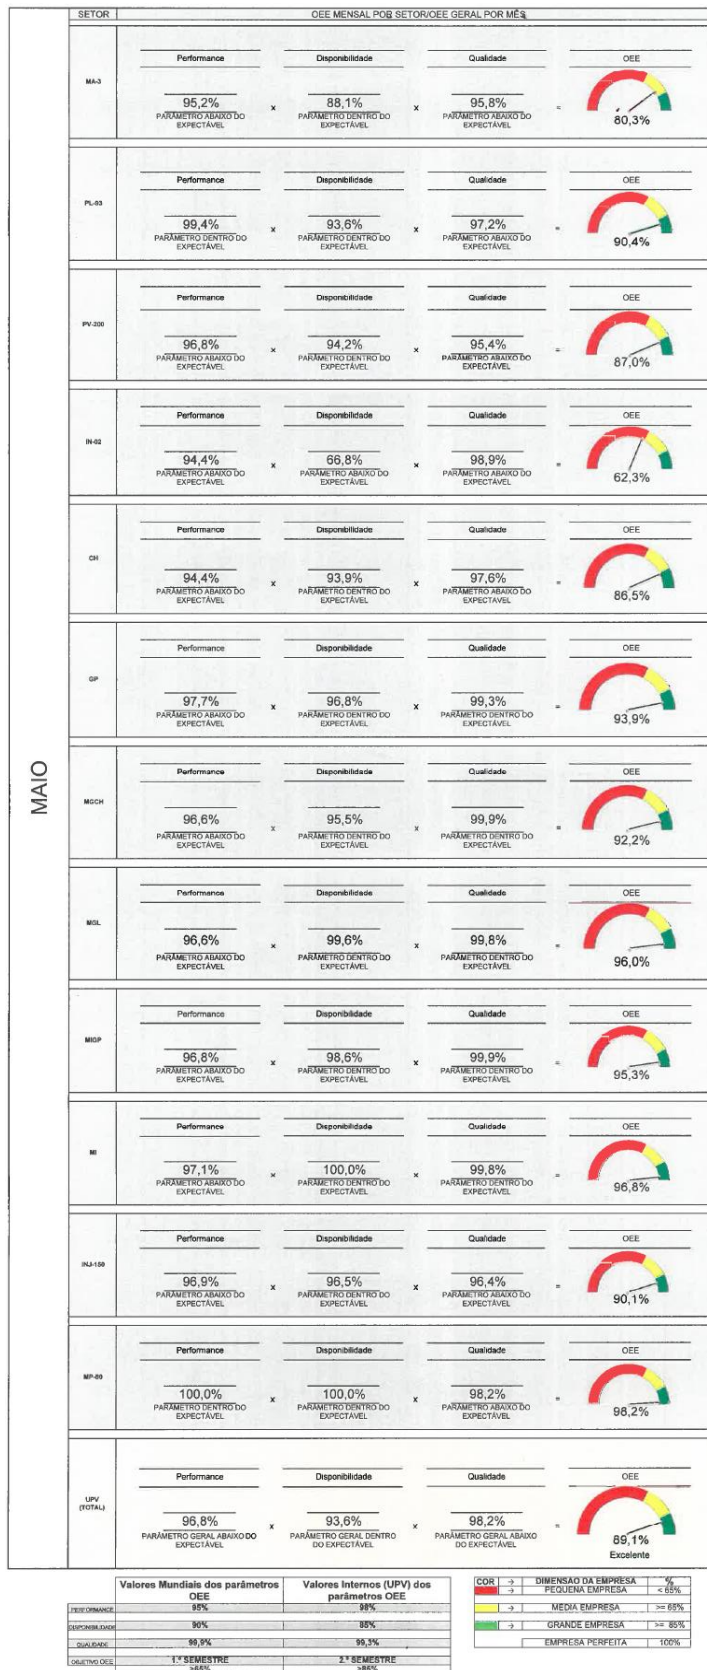 SETOR OEE MENSAL POR SETOR/OEE GERAL POR MÊS
MAIO
MA-3
Performance Disponibilidade Qualidade OEE
95,2% x 88,1% x 95,8% = 80,3%
PARÂMETRO ABAIXO DO PARÂMETRO DENTRO DO PARÂMETRO ABAIXO DO
EXPECTÁVEL EXPECTÁVEL EXPECTÁVEL
PL-93
Performance Disponibilidade Qualidade OEE
99,4% x 93,6% x 97,2% = 90,4%
PARÂMETRO DENTRO DO PARÂMETRO DENTRO DO PARÂMETRO ABAIXO DO
EXPECTÁVEL EXPECTÁVEL EXPECTÁVEL
PV-200
Performance Disponibilidade Qualidade OEE
96,8% x 94,2% x 95,4% = 87,0%
PARÂMETRO ABAIXO DO PARÂMETRO DENTRO DO PARÂMETRO ABAIXO DO
EXPECTÁVEL EXPECTÁVEL EXPECTÁVEL
IN-02
Performance Disponibilidade Qualidade OEE
94,4% x 66,8% x 98,9% = 62,3%
PARÂMETRO ABAIXO DO PARÂMETRO ABAIXO DO PARÂMETRO ABAIXO DO
EXPECTÁVEL EXPECTÁVEL EXPECTÁVEL
CH
Performance Disponibilidade Qualidade OEE
94,4% x 93,9% x 97,6% = 86,5%
PARÂMETRO ABAIXO DO PARÂMETRO DENTRO DO PARÂMETRO ABAIXO DO
EXPECTÁVEL EXPECTÁVEL EXPECTÁVEL
GP
Performance Disponibilidade Qualidade OEE
97,7% x 96,8% x 99,3% = 93,9%
PARÂMETRO ABAIXO DO PARÂMETRO DENTRO DO PARÂMETRO DENTRO DO
EXPECTÁVEL EXPECTÁVEL EXPECTÁVEL
MGCH
Performance Disponibilidade Qualidade OEE
96,6% x 95,5% x 99,9% = 92,2%
PARÂMETRO ABAIXO DO PARÂMETRO DENTRO DO PARÂMETRO DENTRO DO
EXPECTÁVEL EXPECTÁVEL EXPECTÁVEL
MGL
Performance Disponibilidade Qualidade OEE
96,6% x 99,6% x 99,8% = 96,0%
PARÂMETRO ABAIXO DO PARÂMETRO DENTRO DO PARÂMETRO DENTRO DO
EXPECTÁVEL EXPECTÁVEL EXPECTÁVEL
MIGP
Performance Disponibilidade Qualidade OEE
96,8% x 98,6% x 99,9% = 95,3%
PARÂMETRO ABAIXO DO PARÂMETRO DENTRO DO PARÂMETRO DENTRO DO
EXPECTÁVEL EXPECTÁVEL EXPECTÁVEL
MI
Performance Disponibilidade Qualidade OEE
97,1% x 100,0% x 99,8% = 96,8%
PARÂMETRO ABAIXO DO PARÂMETRO DENTRO DO PARÂMETRO DENTRO DO
EXPECTÁVEL EXPECTÁVEL EXPECTÁVEL
INJ-150
Performance Disponibilidade Qualidade OEE
96,9% x 96,5% x 96,4% = 90,1%
PARÂMETRO ABAIXO DO PARÂMETRO DENTRO DO PARÂMETRO ABAIXO DO
EXPECTÁVEL EXPECTÁVEL EXPECTÁVEL
MP-60
Performance Disponibilidade Qualidade OEE
100,0% x 100,0% x 98,2% = 98,2%
PARÂMETRO DENTRO DO PARÂMETRO DENTRO DO PARÂMETRO ABAIXO DO
EXPECTÁVEL EXPECTÁVEL EXPECTÁVEL
UPV
(TOTAL)
Performance Disponibilidade Qualidade OEE
96,8% x 93,6% x 98,2% = 89,1%
PARÂMETRO GERAL ABAIXO DO PARÂMETRO GERAL DENTRO PARÂMETRO GERAL ABAIXO
EXPECTÁVEL DO EXPECTÁVEL DO EXPECTÁVEL
Excelente
Valores Mundiais dos parâmetros Valores Internos (UPV) dos
OEE parâmetros OEE
PERFORMANCE 95% 98%
DISPONIBILIDADE 90% 85%
QUALIDADE 99,9% 99,3%
OBJETIVO OEE 1.º SEMESTRE 2.º SEMESTRE
>85% >86%
COR → DIMENSÃO DA EMPRESA %
→ PEQUENA EMPRESA < 65%
→ MEDIA EMPRESA >= 65%
→ GRANDE EMPRESA >= 85%
EMPRESA PERFEITA 100%